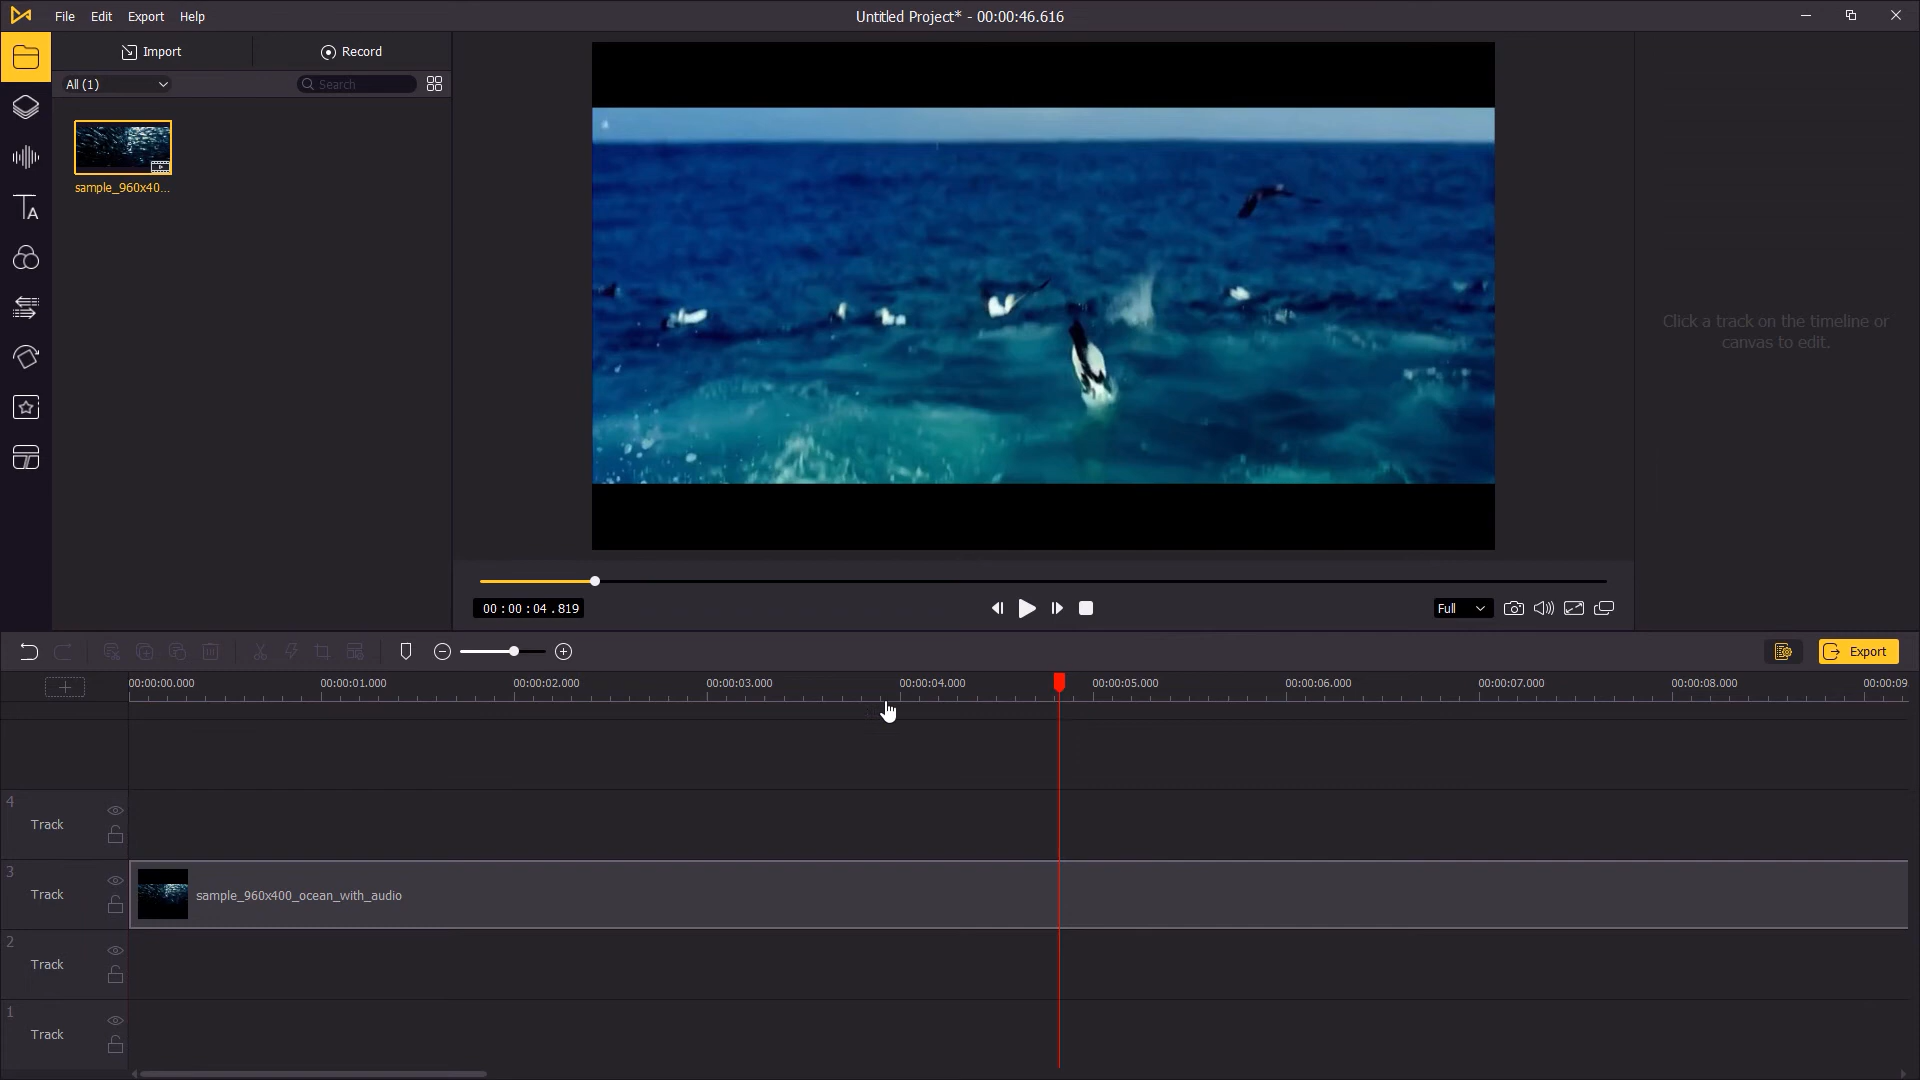 File Edit Export Help
Untitled Project* - 00:00:46.616
Import
Record
All (1)
Search
sample_960x40...
Click a track on the timeline or
canvas to edit.
00 : 00 : 04 . 819
Full
Export
00:00:00.000 00:00:01.000 00:00:02.000 00:00:03.000 00:00:04.000 00:00:05.000 00:00:06.000 00:00:07.000 00:00:08.000 00:00:09
4
Track
3
Track
sample_960x400_ocean_with_audio
2
Track
1
Track